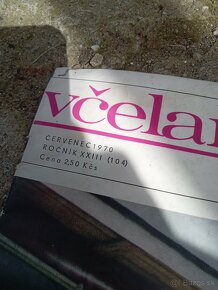 včelar
ČERVENEC 1970
ROČNÍK XXIII (104)
Cena 2,50 Kčs